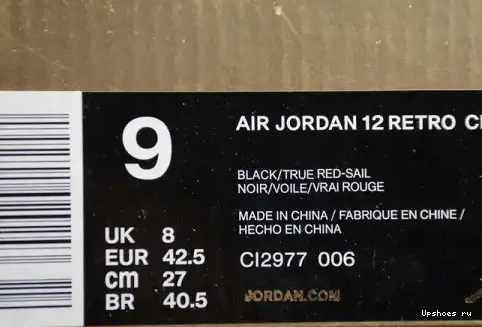 9
AIR JORDAN 12 RETRO
BLACK/TRUE RED-SAIL
NOIR/VOILE/VRAI ROUGE
MADE IN CHINA / FABRIQUE EN CHINE /
HECHO EN CHINA
UK 8
EUR 42.5
CM 27
BR 40.5
CI2977 006
JORDAN.COM
Upshoes ru